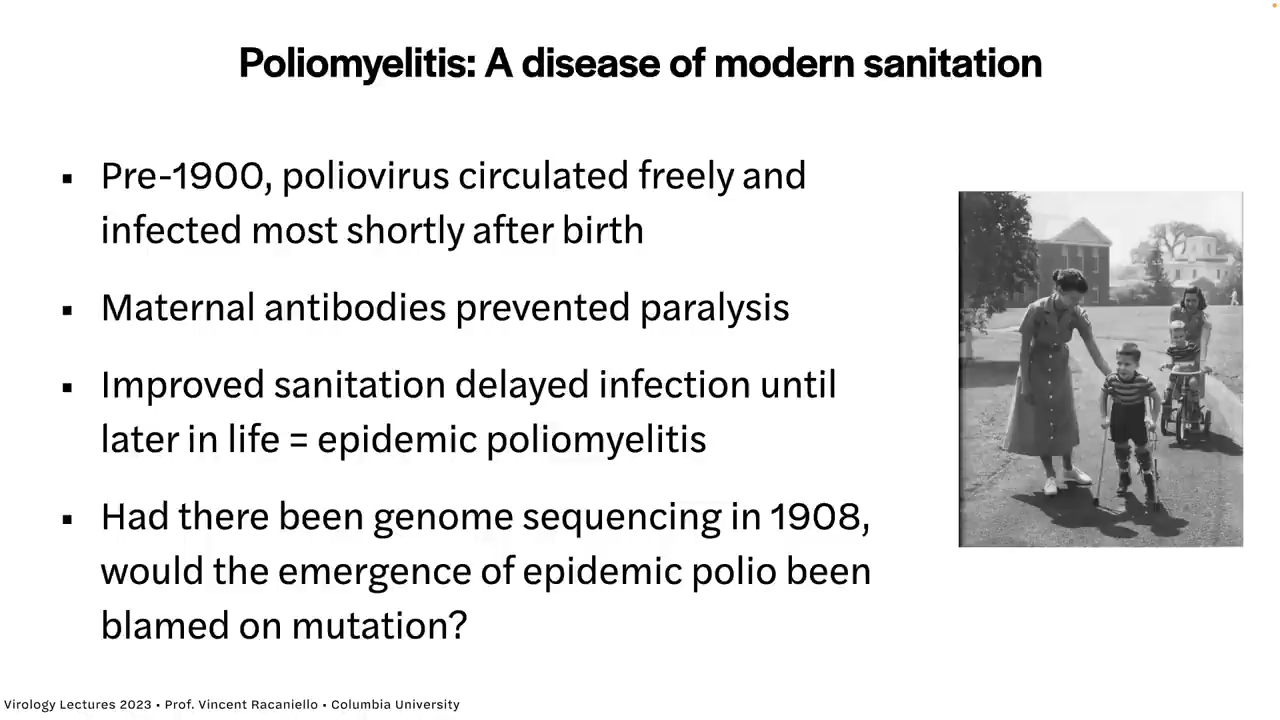 Poliomyelitis: A disease of modern sanitation
▪ Pre-1900, poliovirus circulated freely and
infected most shortly after birth
▪ Maternal antibodies prevented paralysis
▪ Improved sanitation delayed infection until
later in life = epidemic poliomyelitis
▪ Had there been genome sequencing in 1908,
would the emergence of epidemic polio been
blamed on mutation?
Virology Lectures 2023 • Prof. Vincent Racaniello • Columbia University